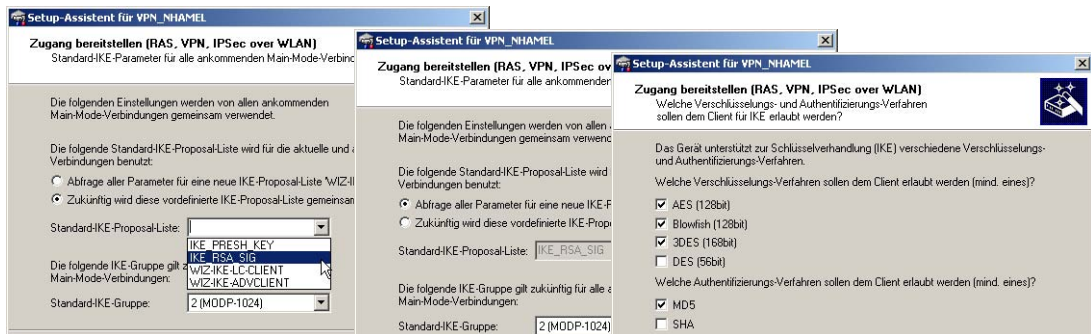 Setup-Assistent für VPN_NHAMEL
Zugang bereitstellen (RAS, VPN, IPSec over WLAN)
Standard-IKE-Parameter für alle ankommenden Main-Mode-Verbind
Die folgenden Einstellungen werden von allen ankommenden
Main-Mode-Verbindungen gemeinsam verwendet.
Die folgende Standard-IKE-Proposal-Liste wird für die aktuelle und
Verbindungen benutzt:
Abfrage aller Parameter für eine neue IKE-Proposal-Liste 'WIZ-I
Zukünftig wird diese vordefinierte IKE-Proposal-Liste gemeinsam
Standard-IKE-Proposal-Liste:
IKE_PRESH_KEY
IKE_RSA_SIG
WIZ-IKE-LC-CLIENT
WIZ-IKE-ADVCLIENT
Die folgende IKE-Gruppe gilt z
Main-Mode-Verbindungen:
Standard-IKE-Gruppe: 2 (MODP-1024)
Setup-Assistent für VPN_NHAMEL
Zugang bereitstellen (RAS, VPN, IPSec ov
Standard-IKE-Parameter für alle ankommenden
Die folgenden Einstellungen werden von allen
Main-Mode-Verbindungen gemeinsam verwend
Die folgende Standard-IKE-Proposal-Liste wird
Verbindungen benutzt:
Abfrage aller Parameter für eine neue IKE-F
Zukünftig wird diese vordefinierte IKE-Prop
Standard-IKE-Proposal-Liste: IKE_RSA_SIG
Die folgende IKE-Gruppe gilt zukünftig für alle a
Main-Mode-Verbindungen:
Standard-IKE-Gruppe: 2 (MODP-1024)
Setup-Assistent für VPN_NHAMEL
Zugang bereitstellen (RAS, VPN, IPSec over WLAN)
Welche Verschlüsselungs- und Authentifizierungs-Verfahren
sollen dem Client für IKE erlaubt werden?
Das Gerät unterstützt zur Schlüsselverhandlung (IKE) verschiedene Verschlüsselungs-
und Authentifizierungs-Verfahren.
Welche Verschlüsselungs-Verfahren sollen dem Client erlaubt werden (mind. eines)?
AES (128bit)
Blowfish (128bit)
3DES (168bit)
DES (56bit)
Welche Authentifizierungs-Verfahren sollen dem Client erlaubt werden (mind. eines)?
MD5
SHA